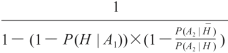 1
1 − (1 − P(H | A₁)) × (1 − P(A₂ | H̄) / P(A₂ | H))